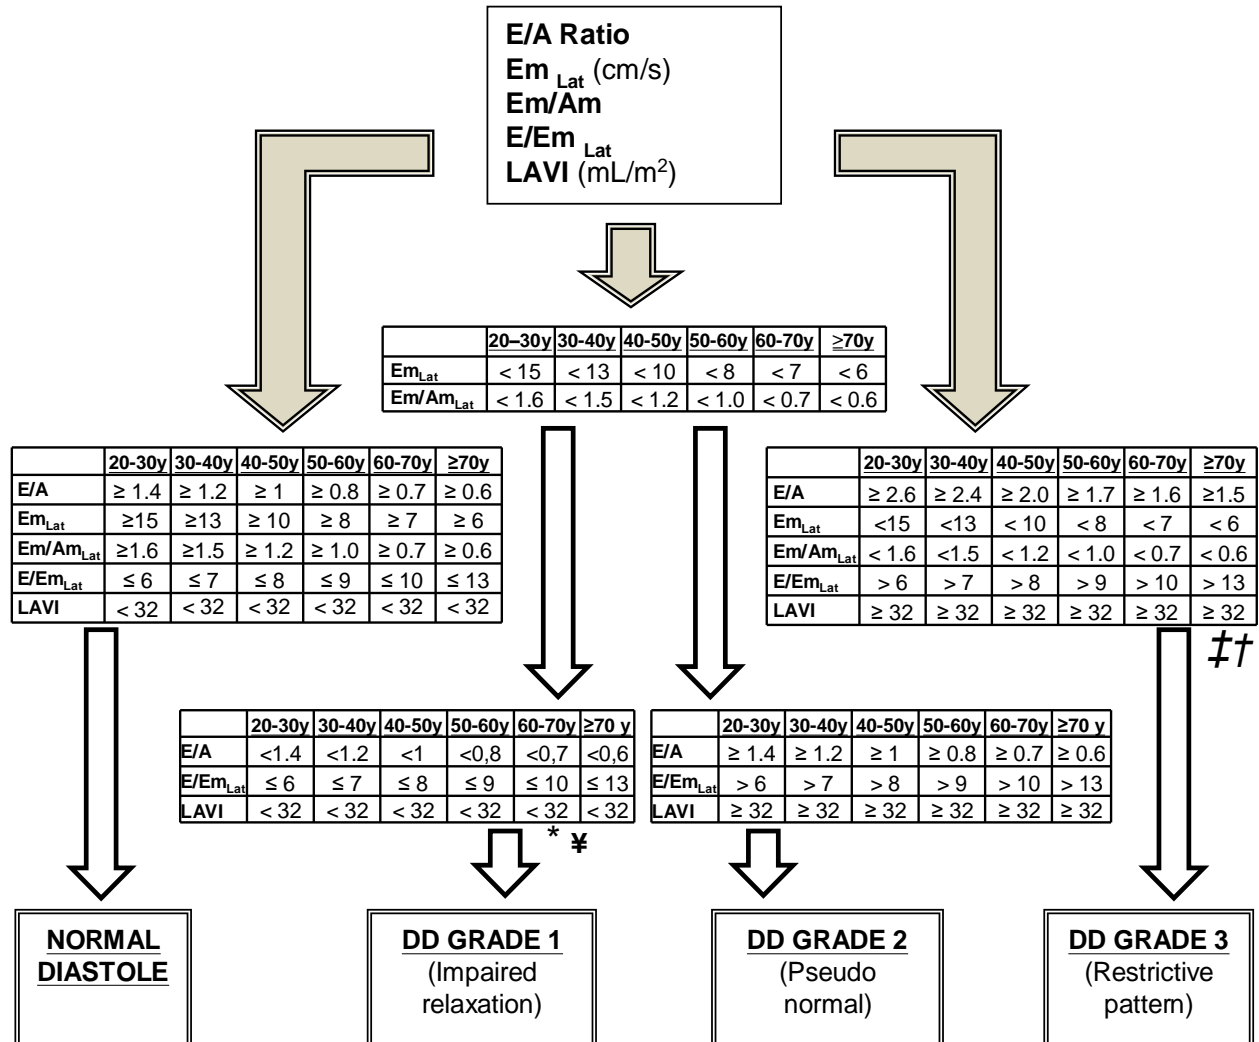 E/A Ratio
Em Lat (cm/s)
Em/Am
E/Em Lat
LAVI (mL/m²)
20–30y 30-40y 40-50y 50-60y 60-70y ≥70y
EmLat < 15 < 13 < 10 < 8 < 7 < 6
Em/AmLat < 1.6 < 1.5 < 1.2 < 1.0 < 0.7 < 0.6
20-30y 30-40y 40-50y 50-60y 60-70y ≥70y
E/A ≥ 1.4 ≥ 1.2 ≥ 1 ≥ 0.8 ≥ 0.7 ≥ 0.6
EmLat ≥15 ≥13 ≥ 10 ≥ 8 ≥ 7 ≥ 6
Em/AmLat ≥1.6 ≥1.5 ≥ 1.2 ≥ 1.0 ≥ 0.7 ≥ 0.6
E/EmLat ≤ 6 ≤ 7 ≤ 8 ≤ 9 ≤ 10 ≤ 13
LAVI < 32 < 32 < 32 < 32 < 32 < 32
20-30y 30-40y 40-50y 50-60y 60-70y ≥70y
E/A ≥ 2.6 ≥ 2.4 ≥ 2.0 ≥ 1.7 ≥ 1.6 ≥1.5
EmLat <15 <13 < 10 < 8 < 7 < 6
Em/AmLat < 1.6 <1.5 < 1.2 < 1.0 < 0.7 < 0.6
E/EmLat > 6 > 7 > 8 > 9 > 10 > 13
LAVI ≥ 32 ≥ 32 ≥ 32 ≥ 32 ≥ 32 ≥ 32
‡†
20-30y 30-40y 40-50y 50-60y 60-70y ≥70 y
E/A <1.4 <1.2 <1 <0,8 <0,7 <0,6
E/EmLat ≤ 6 ≤ 7 ≤ 8 ≤ 9 ≤ 10 ≤ 13
LAVI < 32 < 32 < 32 < 32 < 32 < 32
* ¥
20-30y 30-40y 40-50y 50-60y 60-70y ≥70 y
E/A ≥ 1.4 ≥ 1.2 ≥ 1 ≥ 0.8 ≥ 0.7 ≥ 0.6
E/EmLat > 6 > 7 > 8 > 9 > 10 > 13
LAVI ≥ 32 ≥ 32 ≥ 32 ≥ 32 ≥ 32 ≥ 32
NORMAL
DIASTOLE
DD GRADE 1
(Impaired
relaxation)
DD GRADE 2
(Pseudo
normal)
DD GRADE 3
(Restrictive
pattern)